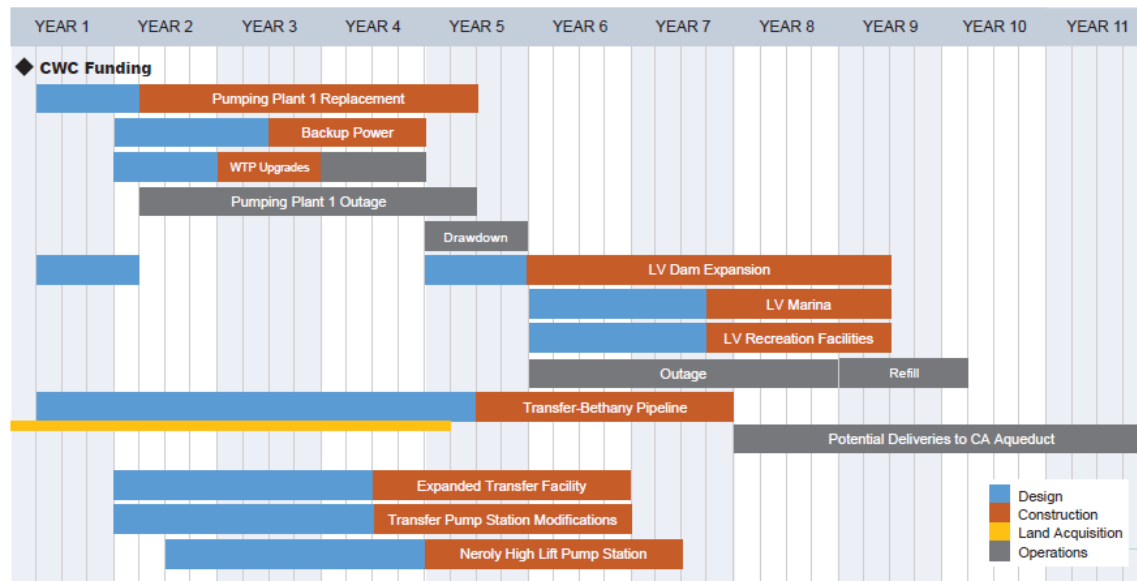 YEAR 1 YEAR 2 YEAR 3 YEAR 4 YEAR 5 YEAR 6 YEAR 7 YEAR 8 YEAR 9 YEAR 10 YEAR 11
CWC Funding
Pumping Plant 1 Replacement
Backup Power
WTP Upgrades
Pumping Plant 1 Outage
Drawdown
LV Dam Expansion
LV Marina
LV Recreation Facilities
Outage Refill
Transfer-Bethany Pipeline
Potential Deliveries to CA Aqueduct
Expanded Transfer Facility
Transfer Pump Station Modifications
Neroly High Lift Pump Station
Design
Construction
Land Acquisition
Operations